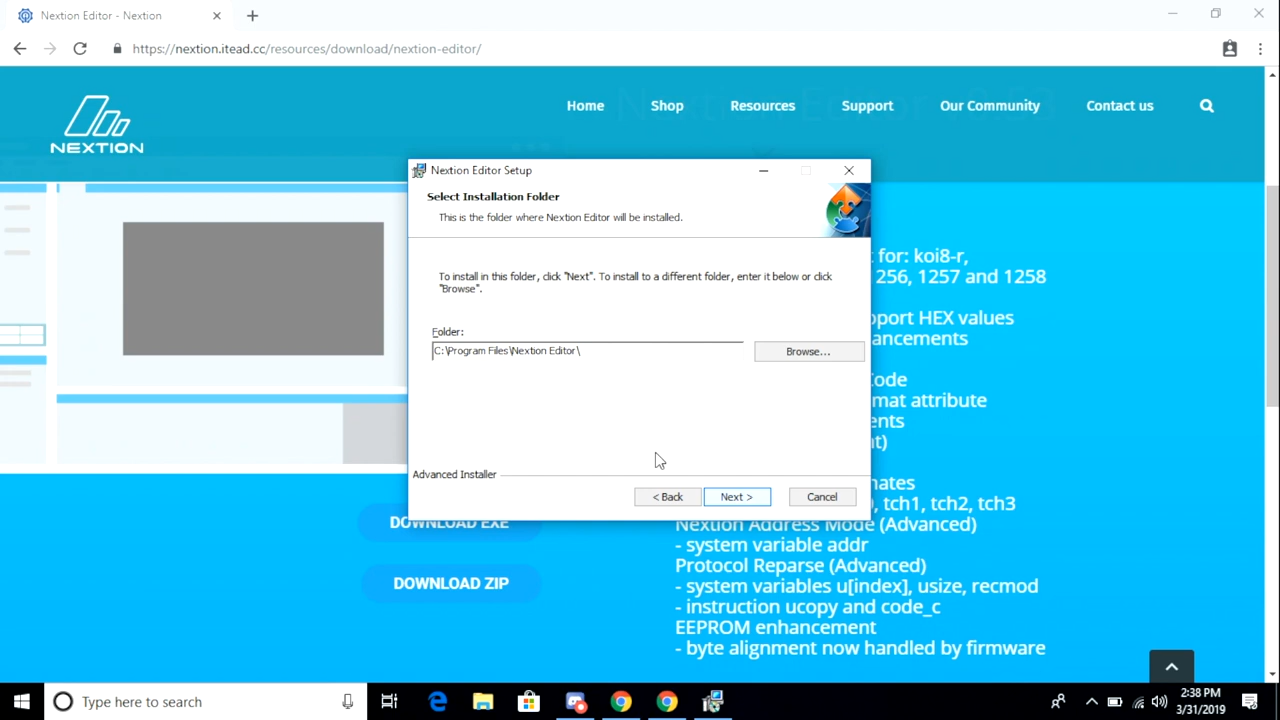 Nextion Editor - Nextion
https://nextion.itead.cc/resources/download/nextion-editor/
NEXTION
Home
Shop
Resources
Support
Our Community
Contact us
Nextion Editor Setup
Select Installation Folder
This is the folder where Nextion Editor will be installed.
To install in this folder, click "Next". To install to a different folder, enter it below or click
"Browse".
Folder:
C:\Program Files\Nextion Editor\
Browse...
Advanced Installer
< Back
Next >
Cancel
t for: koi8-r,
256, 1257 and 1258
pport HEX values
ancements
Code
mat attribute
ents
t)
nates
, tch1, tch2, tch3
Nextion Address Mode (Advanced)
- system variable addr
Protocol Reparse (Advanced)
- system variables u[index], usize, recmod
- instruction ucopy and code_c
EEPROM enhancement
- byte alignment now handled by firmware
DOWNLOAD EXE
DOWNLOAD ZIP
Type here to search
2:38 PM
3/31/2019